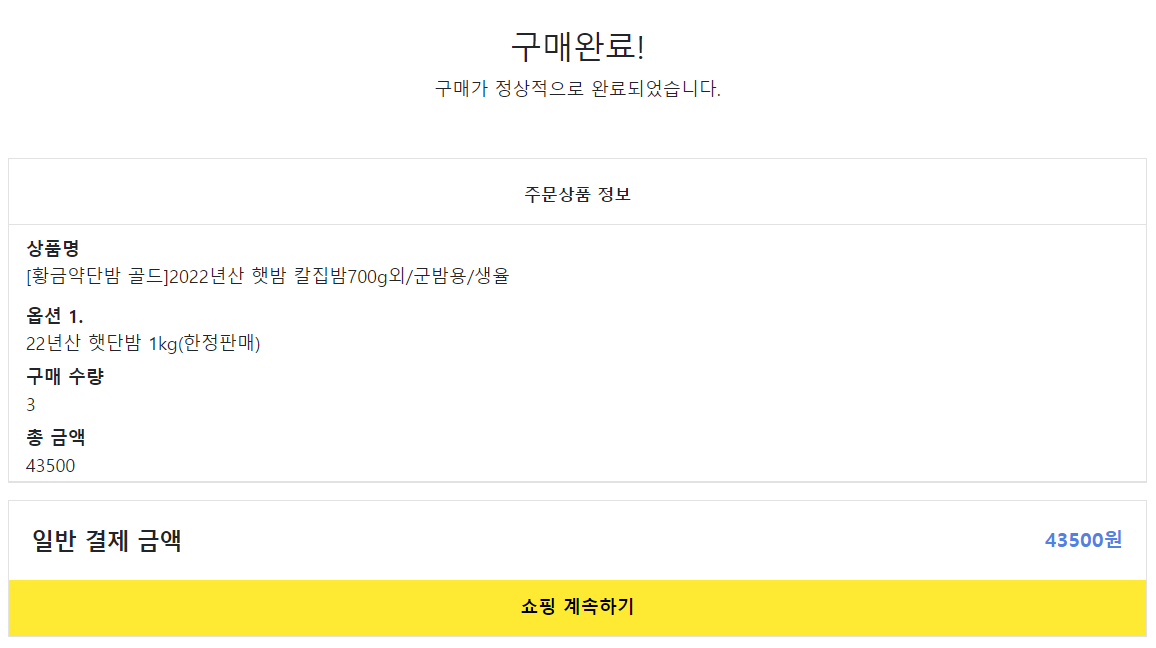 구매완료!
구매가 정상적으로 완료되었습니다.
주문상품 정보
상품명
[황금약단밤 골드]2022년산 햇밤 칼집밤700g외/군밤용/생율
옵션 1.
22년산 햇단밤 1kg(한정판매)
구매 수량
3
총 금액
43500
일반 결제 금액 43500원
쇼핑 계속하기